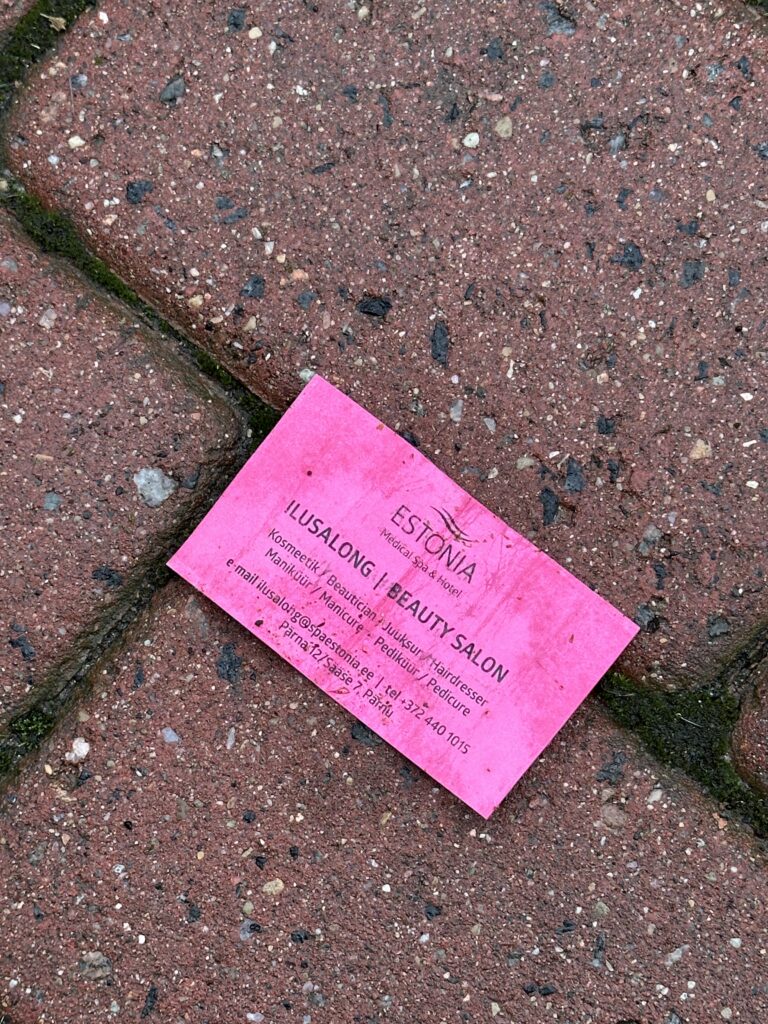 ESTONIA
Medical Spa & Hotel
ILUSALONG | BEAUTY SALON
Kosmeetik / Beautician - Juuksur / Hairdresser
Maniküür / Manicure - Pediküür / Pedicure
e-mail ilusalong@spaestonia.ee | tel +372 440 1015
Pärna 12/Sääse 7, Pärnu